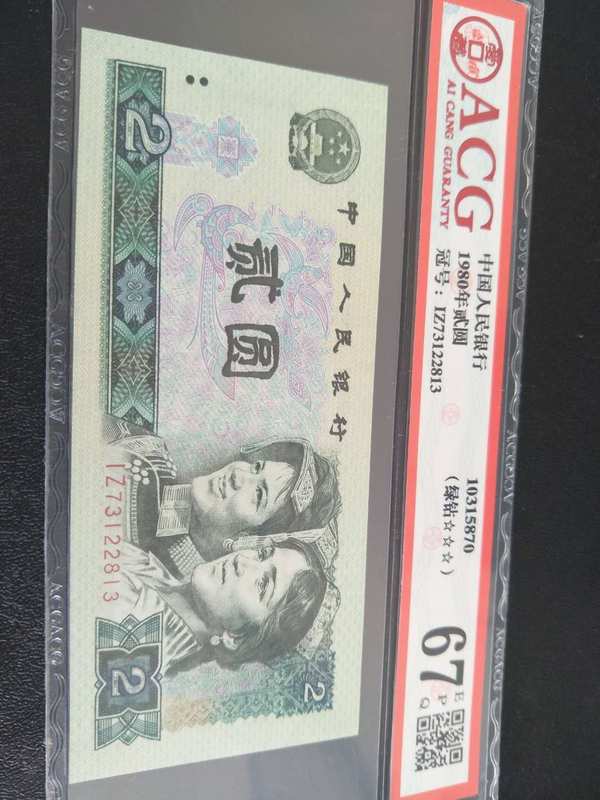 ACG
AI CANG GUARANTY
中国人民银行
1980年贰圆
冠号：IZ73122813
10315870
（绿钻☆☆☆）
67
E
P
Q
中国人民银行
贰圆
2
IZ73122813
2
2